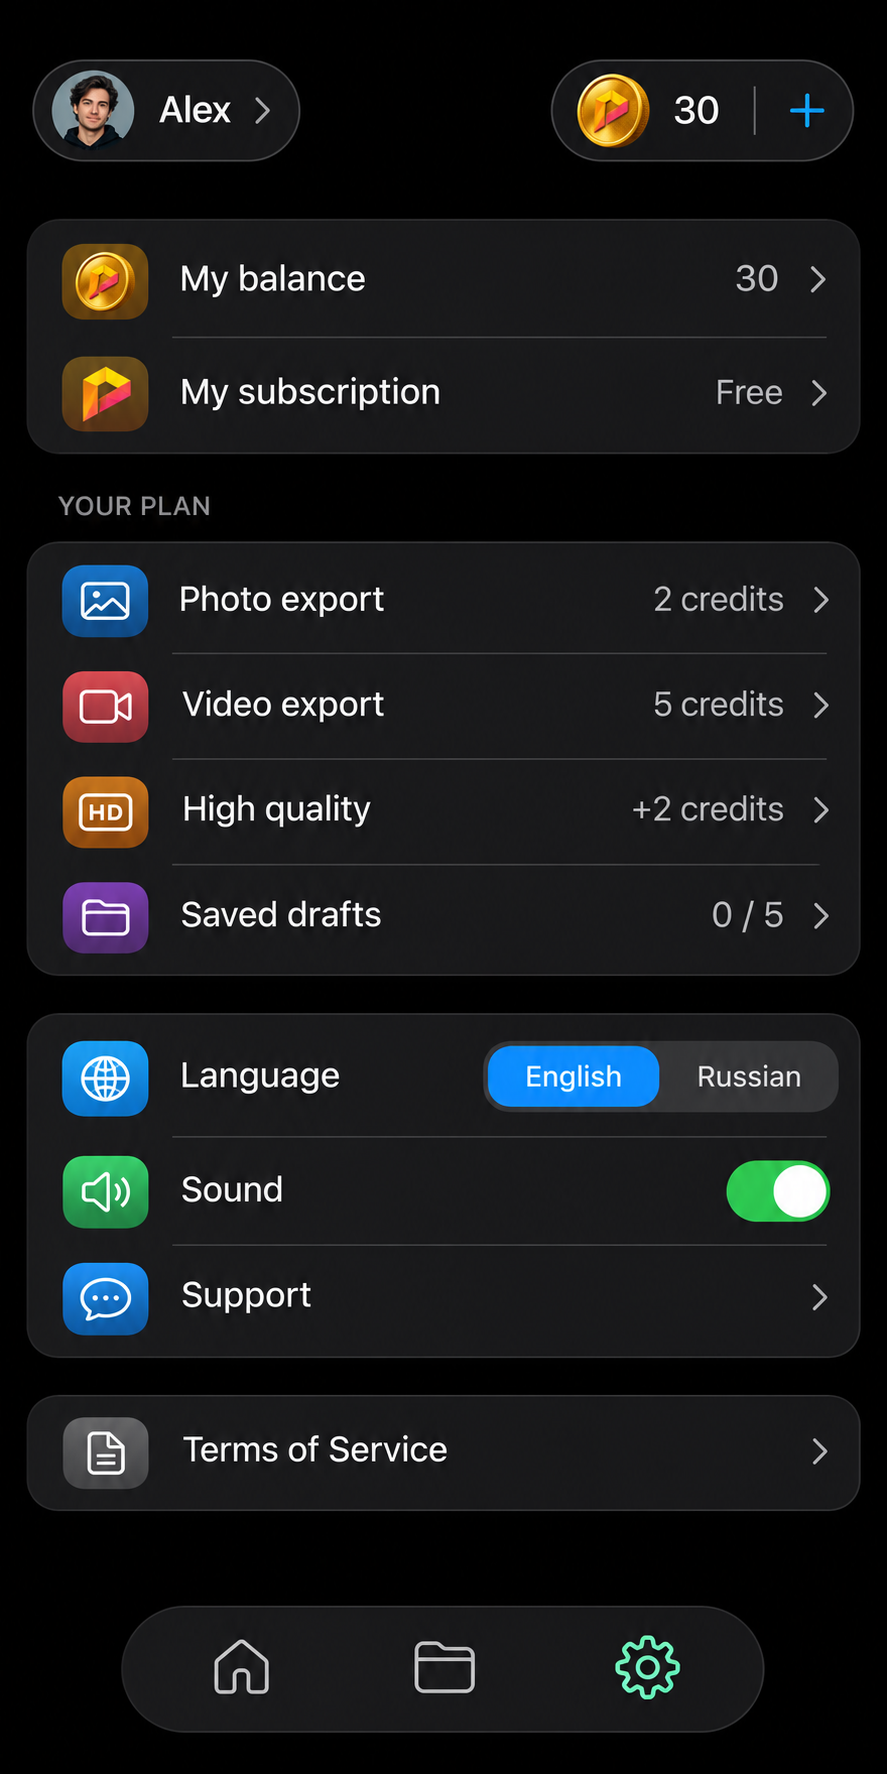 Alex
30
My balance 30
My subscription Free
YOUR PLAN
Photo export 2 credits
Video export 5 credits
HD High quality +2 credits
Saved drafts 0 / 5
Language English Russian
Sound
Support
Terms of Service